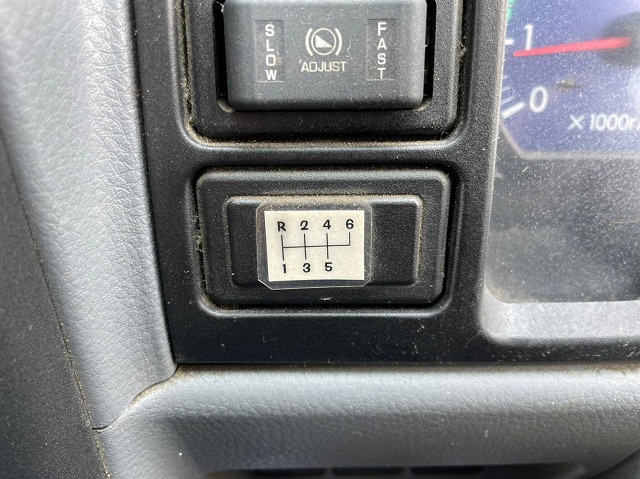 SLOW ADJUST FAST
1
0
×1000r/
R 2 4 6
1 3 5